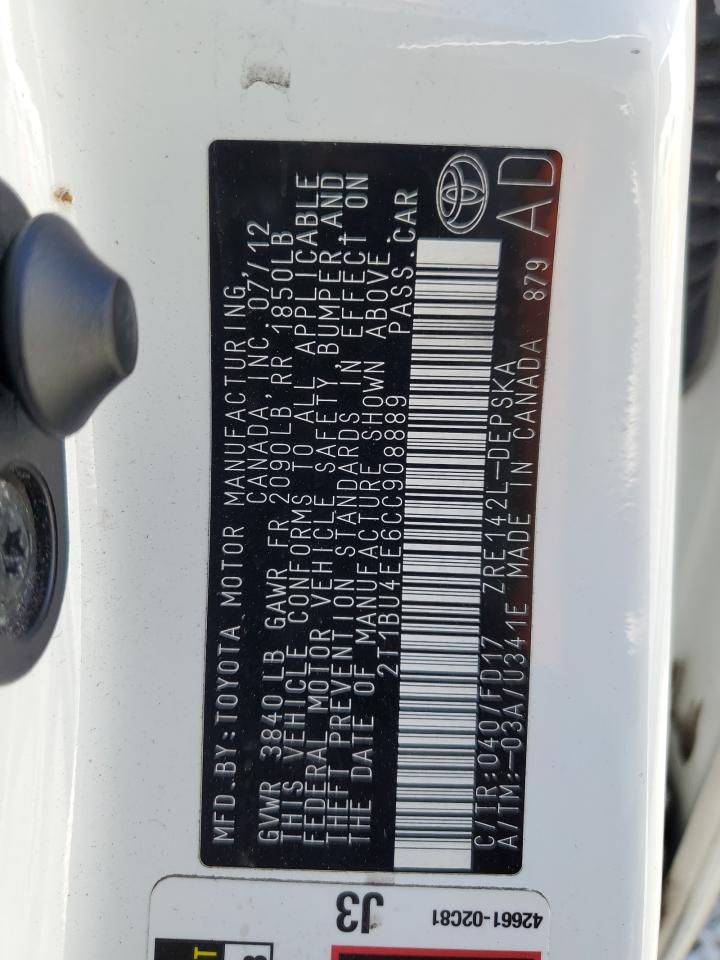 MFD.BY:TOYOTA MOTOR MANUFACTURING,
CANADA, INC. 07/12
GVWR 3840LB GAWR FR 2090LB RR 1850LB
THIS VEHICLE CONFORMS TO ALL APPLICABLE
FEDERAL MOTOR VEHICLE SAFETY, BUMPER,AND
THEFT PREVENTION STANDARDS IN EFFECT ON
THE DATE OF MANUFACTURE SHOWN ABOVE.
2T1BU4EE6CC908889 PASS.CAR
C/TR:040/FD17 ZRE142L-DEPSKA
A/TM:-03A/U341E MADE IN CANADA 879 AD
J3
42661-02C81